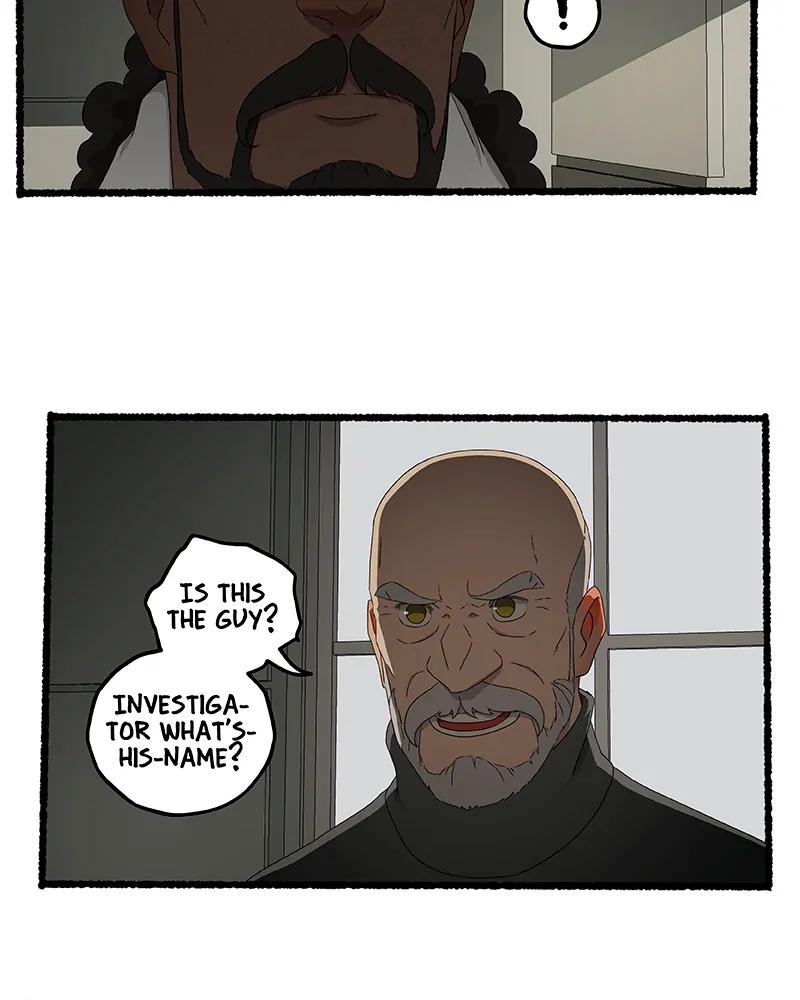 !
IS THIS
THE GUY?
INVESTIGA-
TOR WHAT'S-
HIS-NAME?